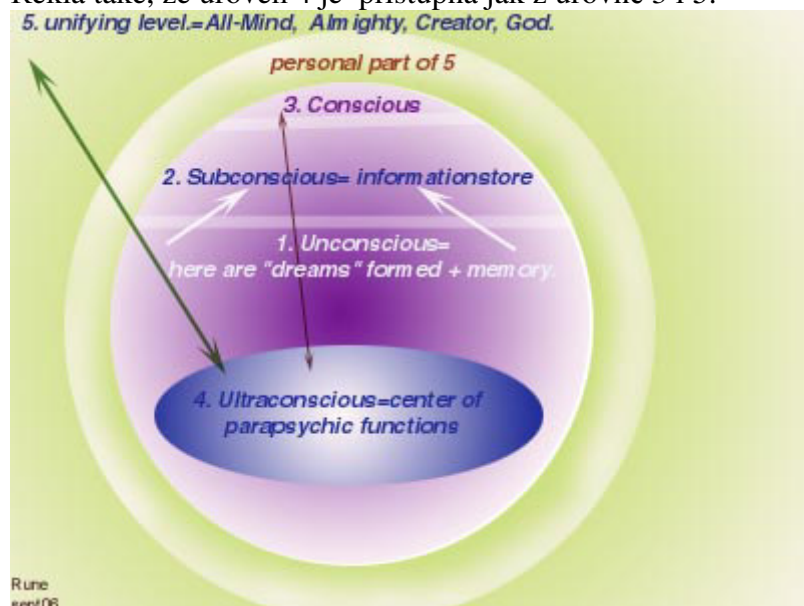 Řekla také, že úroveň 4 je přístupná jak z úrovně 3 i 5.
5. unifying level.=All-Mind, Almighty, Creator, God.
personal part of 5
3. Conscious
2. Subconscious= informationstore
1. Unconscious=
here are "dreams" formed + memory.
4. Ultraconscious=center of
parapsychic functions
Rune
sept06